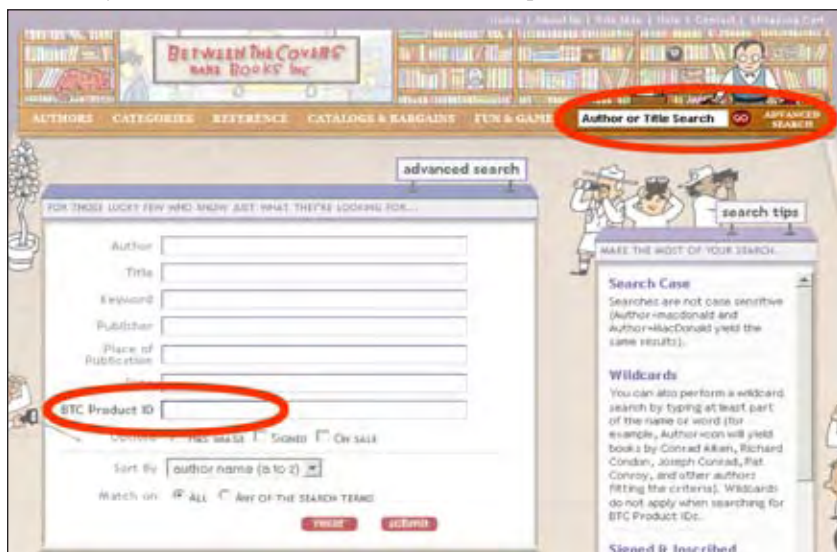 Home | About Us | Site Map | Help & Contact | Shopping Cart
BETWEEN THE COVERS
RARE BOOKS INC
AUTHORS CATEGORIES REFERENCE CATALOGS & BARGAINS FUN & GAME
Author or Title Search GO ADVANCED SEARCH
advanced search
FOR THOSE LUCKY FEW WHO KNOW JUST WHAT THEY'RE LOOKING FOR...
Author
Title
Keyword
Publisher
Place of
Publication
BTC Product ID
HAS IMAGE SIGNED ON SALE
Sort By author name (a to z)
Match on ALL ANY OF THE SEARCH TERMS
reset submit
search tips
MAKE THE MOST OF YOUR SEARCH.
Search Case
Searches are not case sensitive
(Author=macdonald and
Author=MacDonald yield the
same results).
Wildcards
You can also perform a wildcard
search by typing at least part
of the name or word (for
example, Author=con will yield
books by Conrad Aiken, Richard
Condon, Joseph Conrad, Pat
Conroy, and other authors
fitting the criteria). Wildcards
do not apply when searching for
BTC Product IDs.
Signed & Inscribed